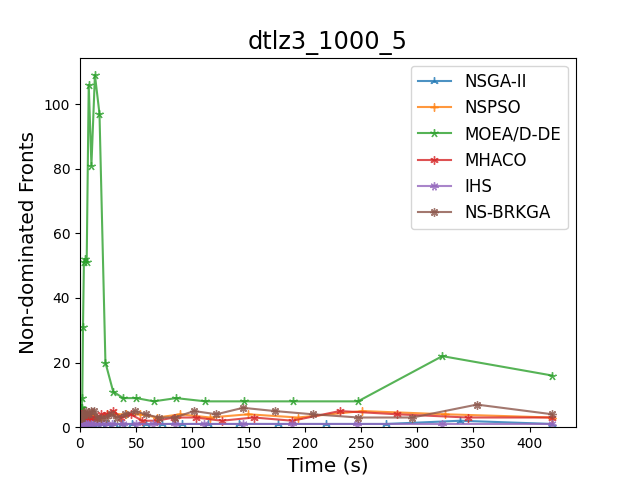 dtlz3_1000_5
NSGA-II
NSPSO
MOEA/D-DE
MHACO
IHS
NS-BRKGA
Non-dominated Fronts
100
80
60
40
20
0
0 50 100 150 200 250 300 350 400
Time (s)